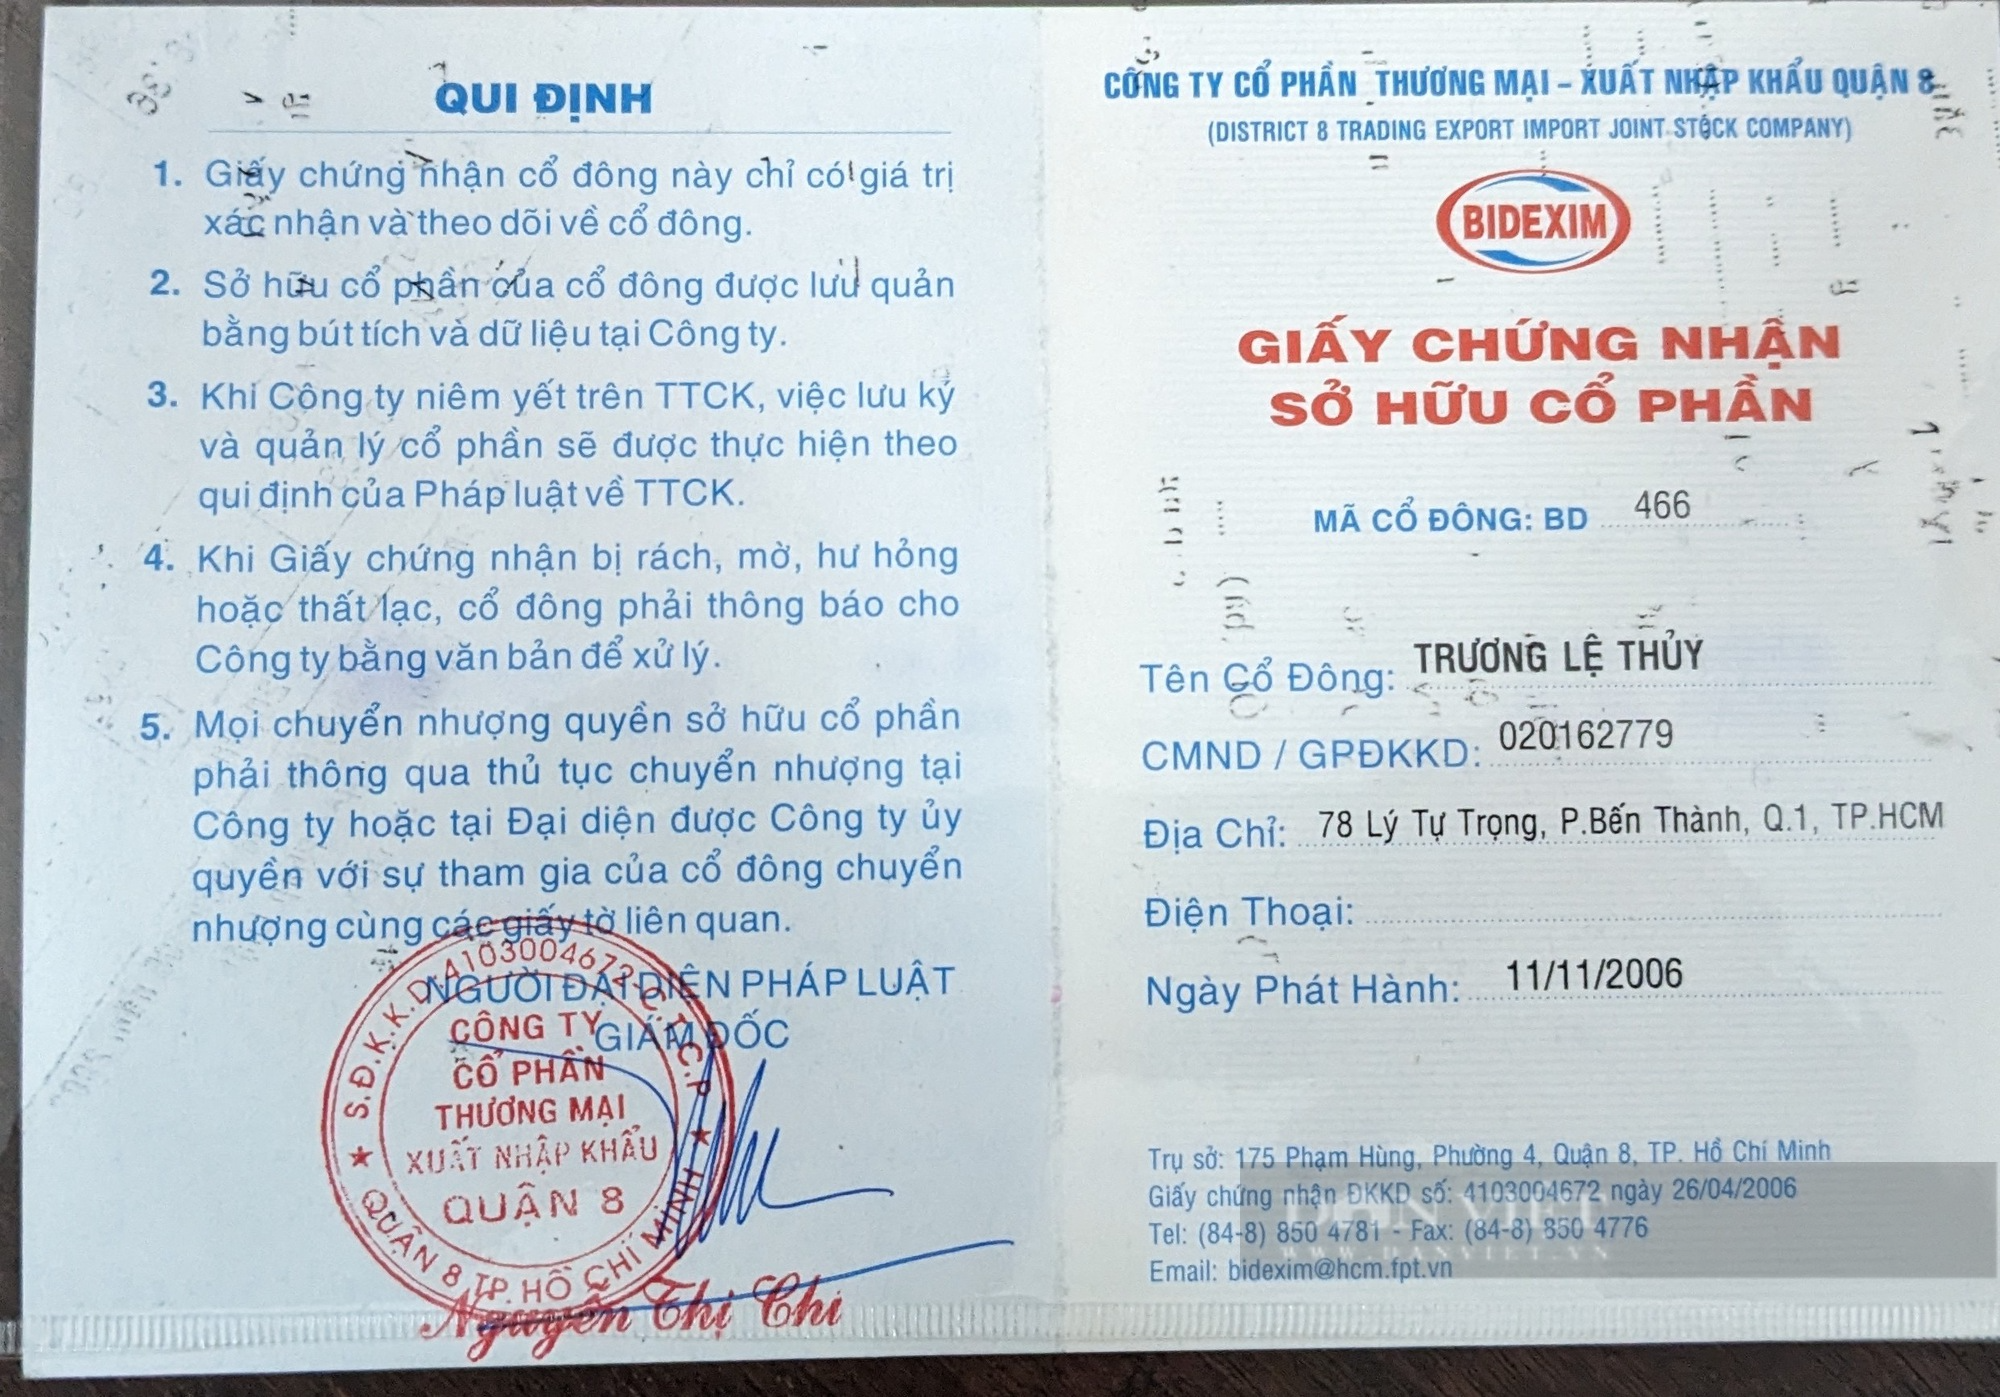 QUI ĐỊNH
1. Giấy chứng nhận cổ đông này chỉ có giá trị
xác nhận và theo dõi về cổ đông.
2. Sở hữu cổ phần của cổ đông được lưu quản
bằng bút tích và dữ liệu tại Công ty.
3. Khi Công ty niêm yết trên TTCK, việc lưu ký
và quản lý cổ phần sẽ được thực hiện theo
qui định của Pháp luật về TTCK.
4. Khi Giấy chứng nhận bị rách, mờ, hư hỏng
hoặc thất lạc, cổ đông phải thông báo cho
Công ty bằng văn bản để xử lý.
5. Mọi chuyển nhượng quyền sở hữu cổ phần
phải thông qua thủ tục chuyển nhượng tại
Công ty hoặc tại Đại diện được Công ty ủy
quyền với sự tham gia của cổ đông chuyển
nhượng cùng các giấy tờ liên quan.
NGƯỜI ĐẠI DIỆN PHÁP LUẬT
GIÁM ĐỐC
S.Đ.K.K.D: 4103004672-C.T.C.P
CÔNG TY
CỔ PHẦN
THƯƠNG MẠI
XUẤT NHẬP KHẨU
QUẬN 8
QUẬN 8 TP. HỒ CHÍ MINH
Nguyễn Thị Chi
CÔNG TY CỔ PHẦN THƯƠNG MẠI – XUẤT NHẬP KHẨU QUẬN 8
(DISTRICT 8 TRADING EXPORT IMPORT JOINT STOCK COMPANY)
BIDEXIM
GIẤY CHỨNG NHẬN
SỞ HỮU CỔ PHẦN
MÃ CỔ ĐÔNG: BD 466
Tên Cổ Đông: TRƯƠNG LỆ THỦY
CMND / GPĐKKD: 020162779
Địa Chỉ: 78 Lý Tự Trọng, P.Bến Thành, Q.1, TP.HCM
Điện Thoại:
Ngày Phát Hành: 11/11/2006
Trụ sở: 175 Phạm Hùng, Phường 4, Quận 8, TP. Hồ Chí Minh
Giấy chứng nhận ĐKKD số: 4103004672 ngày 26/04/2006
Tel: (84-8) 850 4781 - Fax: (84-8) 850 4776
Email: bidexim@hcm.fpt.vn
DAN VIET
WWW.DANVIET.VN